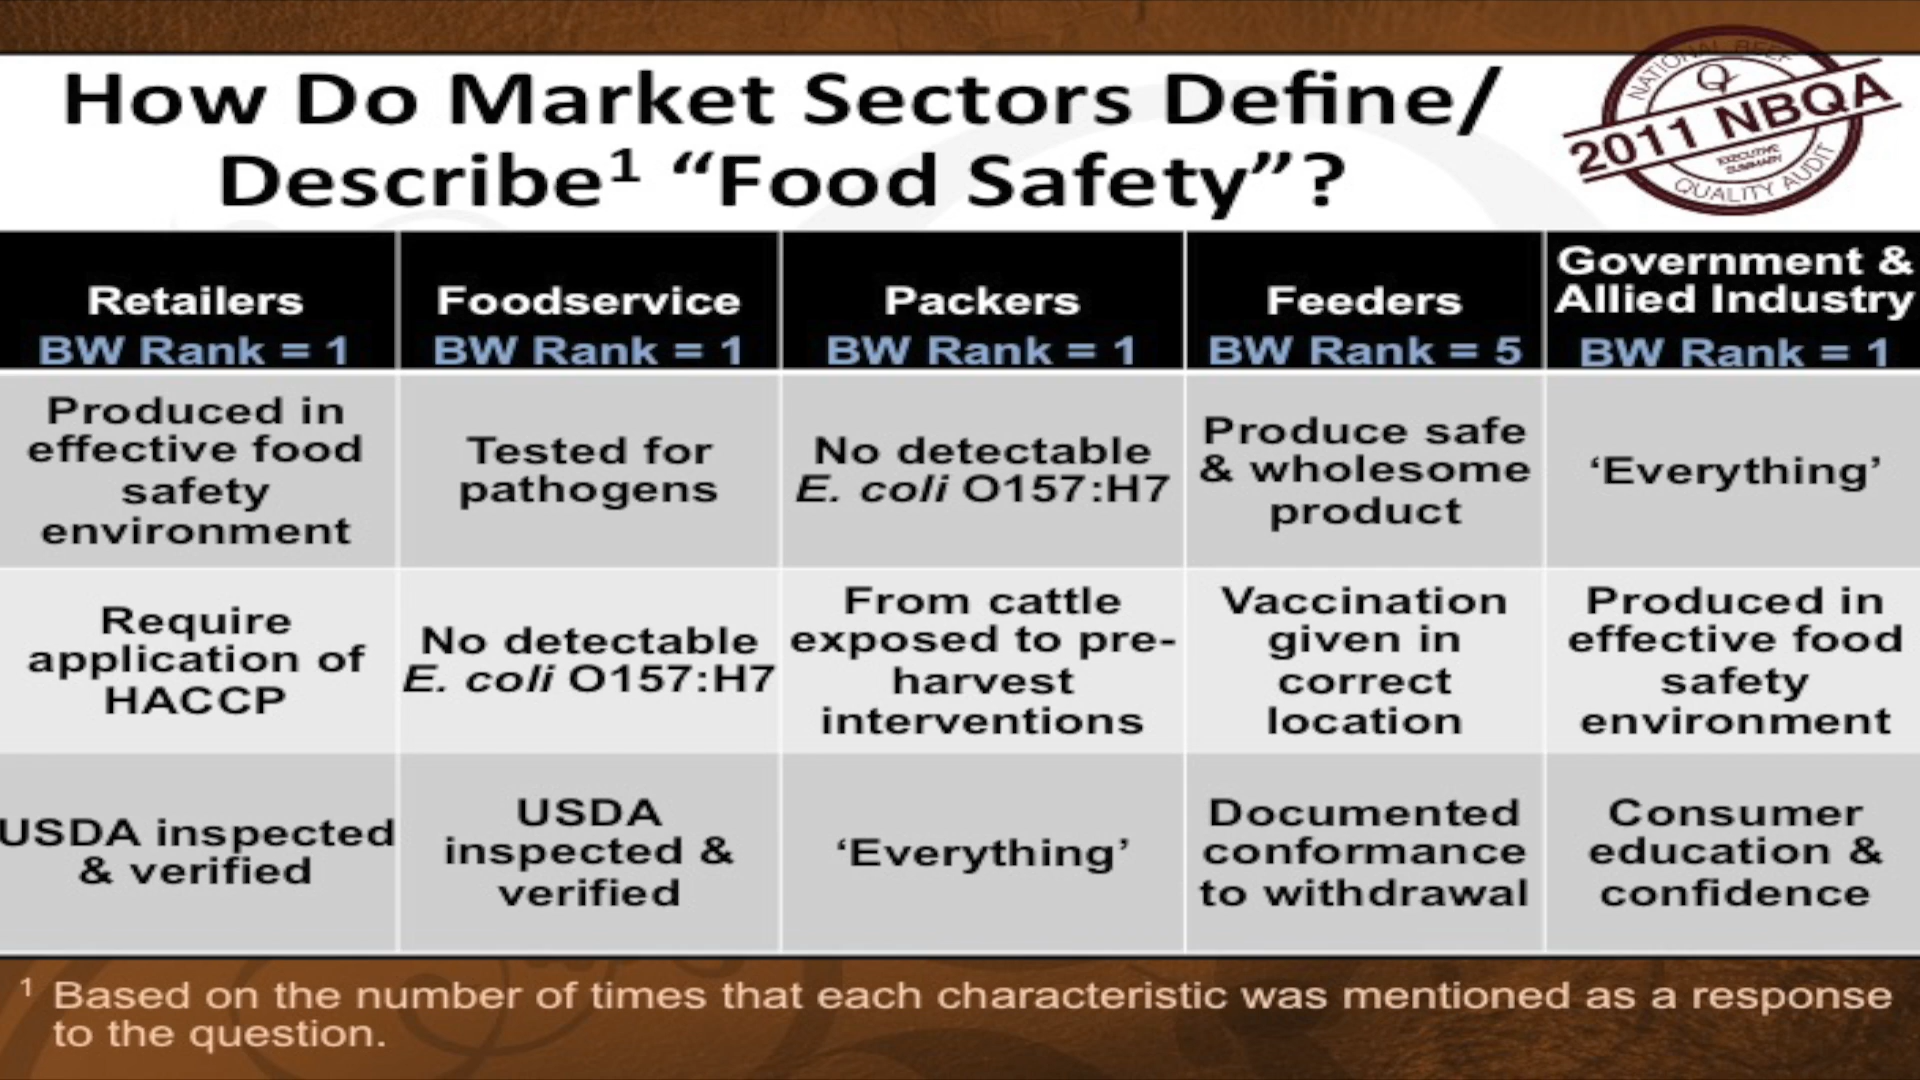 How Do Market Sectors Define/
Describe¹ “Food Safety”?
NATIONAL BEEF
Q
2011 NBQA
EXECUTIVE
SUMMARY
QUALITY AUDIT
Retailers
BW Rank = 1
Foodservice
BW Rank = 1
Packers
BW Rank = 1
Feeders
BW Rank = 5
Government &
Allied Industry
BW Rank = 1
Produced in
effective food
safety
environment
Tested for
pathogens
No detectable
E. coli O157:H7
Produce safe
& wholesome
product
‘Everything’
Require
application of
HACCP
No detectable
E. coli O157:H7
From cattle
exposed to pre-
harvest
interventions
Vaccination
given in
correct
location
Produced in
effective food
safety
environment
USDA inspected
& verified
USDA
inspected &
verified
‘Everything’
Documented
conformance
to withdrawal
Consumer
education &
confidence
¹ Based on the number of times that each characteristic was mentioned as a response
to the question.